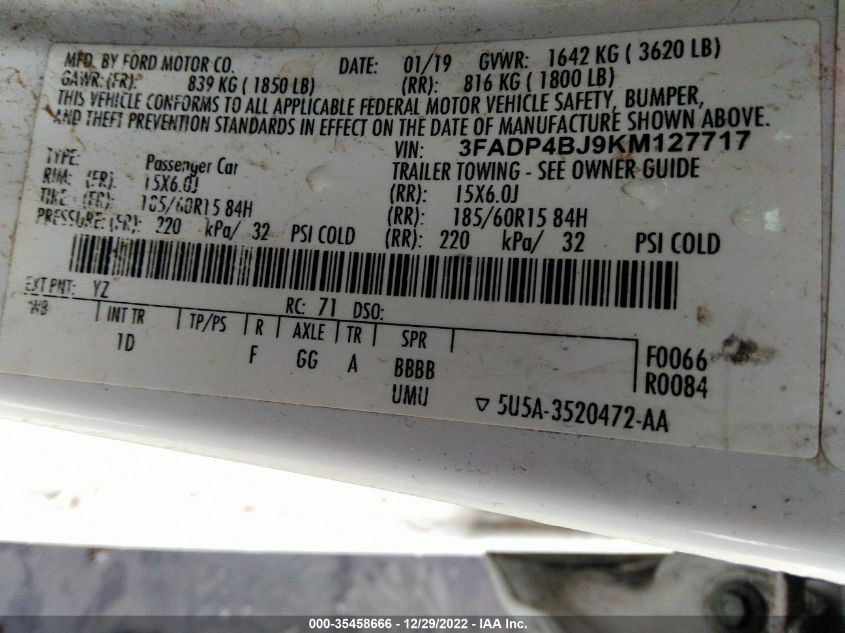 MFD. BY FORD MOTOR CO. DATE: 01/19 GVWR: 1642 KG ( 3620 LB)
GAWR: (FR): 839 KG ( 1850 LB) (RR): 816 KG ( 1800 LB)
THIS VEHICLE CONFORMS TO ALL APPLICABLE FEDERAL MOTOR VEHICLE SAFETY, BUMPER,
AND THEFT PREVENTION STANDARDS IN EFFECT ON THE DATE OF MANUFACTURE SHOWN ABOVE.
VIN: 3FADP4BJ9KM127717
TYPE: Passenger Car TRAILER TOWING - SEE OWNER GUIDE
RIM: (FR): 15X6.0J (RR): 15X6.0J
TIRE: (FR): 185/60R15 84H (RR): 185/60R15 84H
PRESSURE: (FR): 220 kPa/ 32 PSI COLD (RR): 220 kPa/ 32 PSI COLD
EXT PNT: YZ RC: 71 DSO:
WB INT TR TP/PS R AXLE TR SPR F0066
1D F GG A BBBB R0084
UMU ▽ 5U5A-3520472-AA
000-35458666 - 12/29/2022 - IAA Inc.